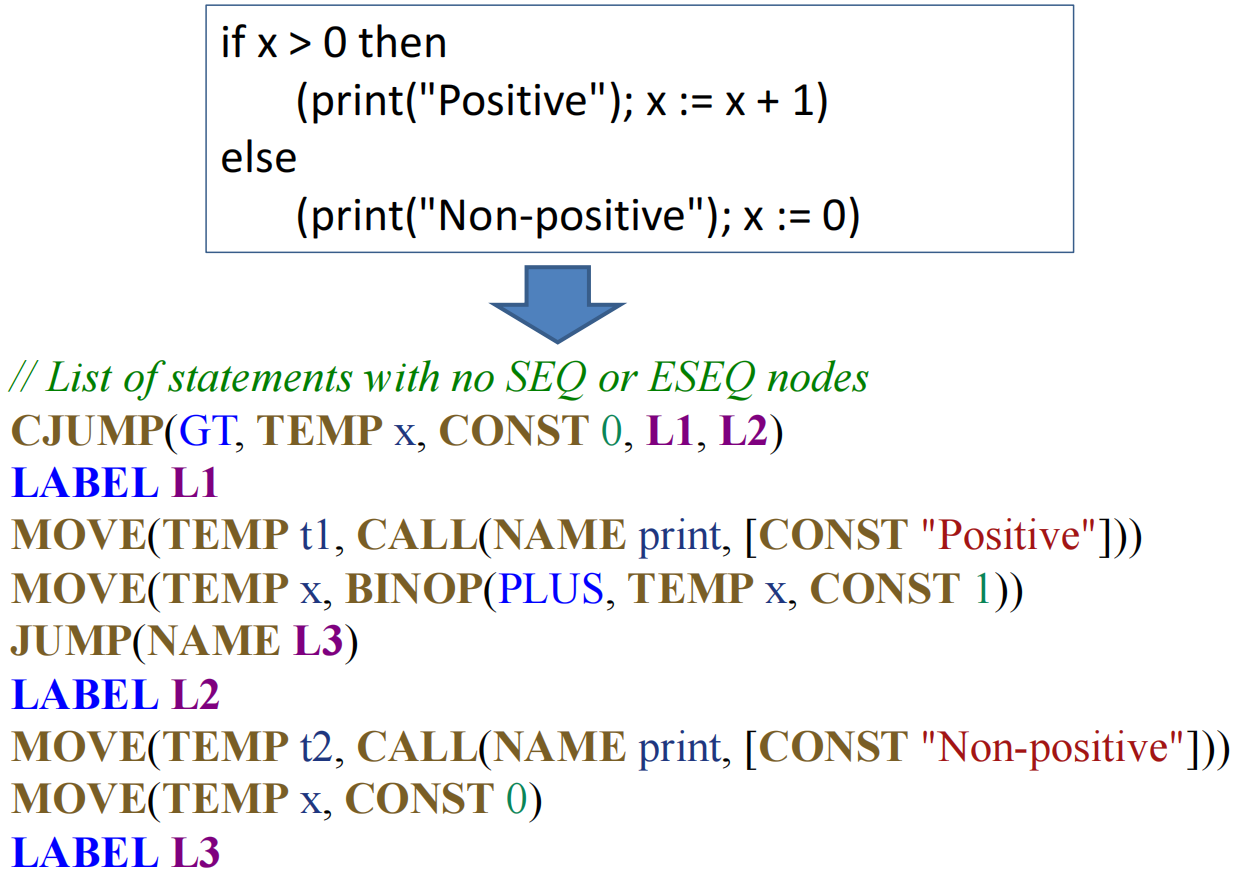 if x > 0 then
(print("Positive"); x := x + 1)
else
(print("Non-positive"); x := 0)
// List of statements with no SEQ or ESEQ nodes
CJUMP(GT, TEMP x, CONST 0, L1, L2)
LABEL L1
MOVE(TEMP t1, CALL(NAME print, [CONST "Positive"]))
MOVE(TEMP x, BINOP(PLUS, TEMP x, CONST 1))
JUMP(NAME L3)
LABEL L2
MOVE(TEMP t2, CALL(NAME print, [CONST "Non-positive"]))
MOVE(TEMP x, CONST 0)
LABEL L3